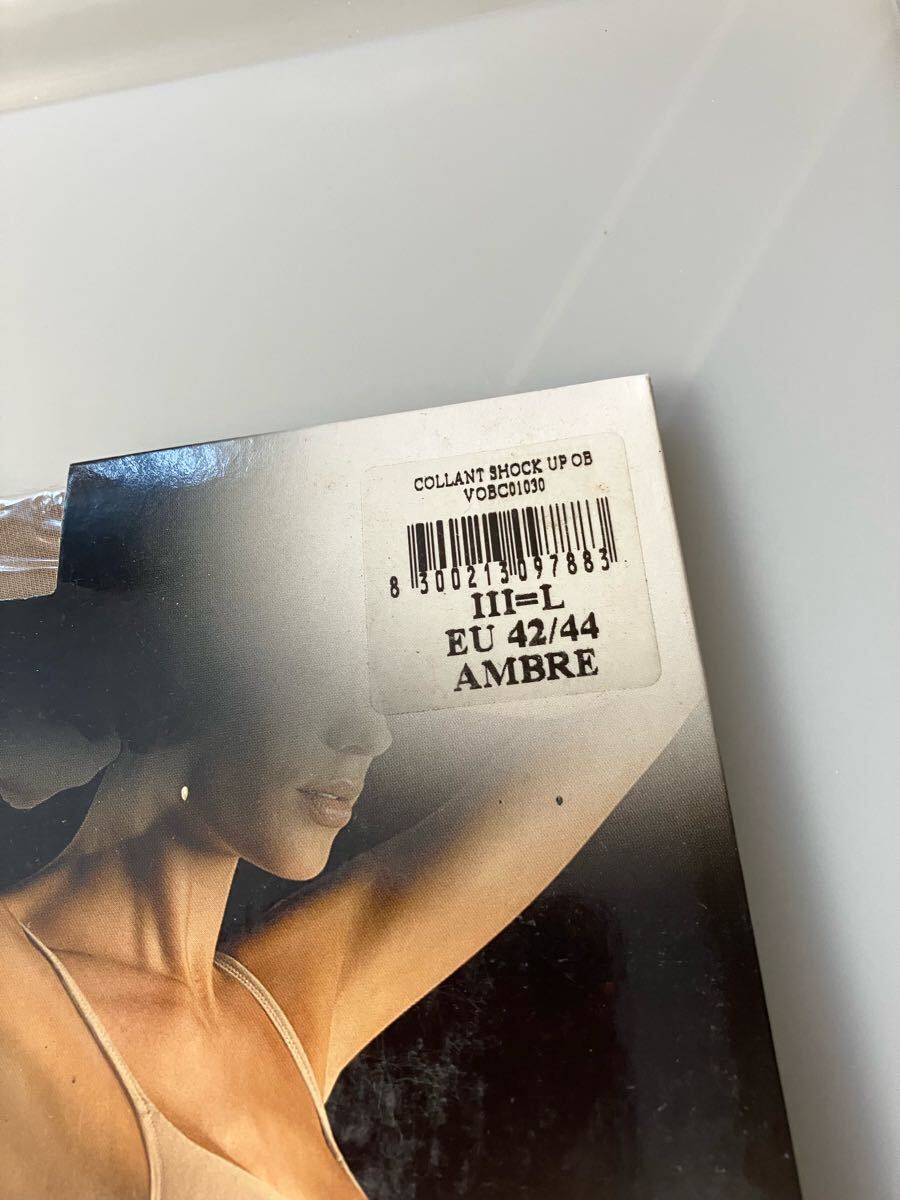 COLLANT SHOCK UP OB
VOBC01030
8 300213 097883
III=L
EU 42/44
AMBRE